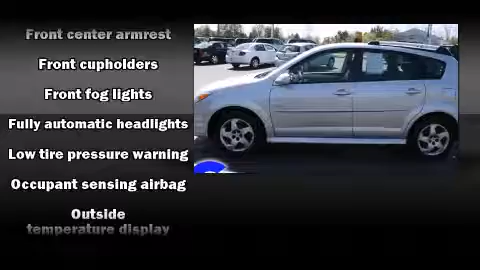 Front center armrest
Front cupholders
Front fog lights
Fully automatic headlights
Low tire pressure warning
Occupant sensing airbag
Outside
temperature display